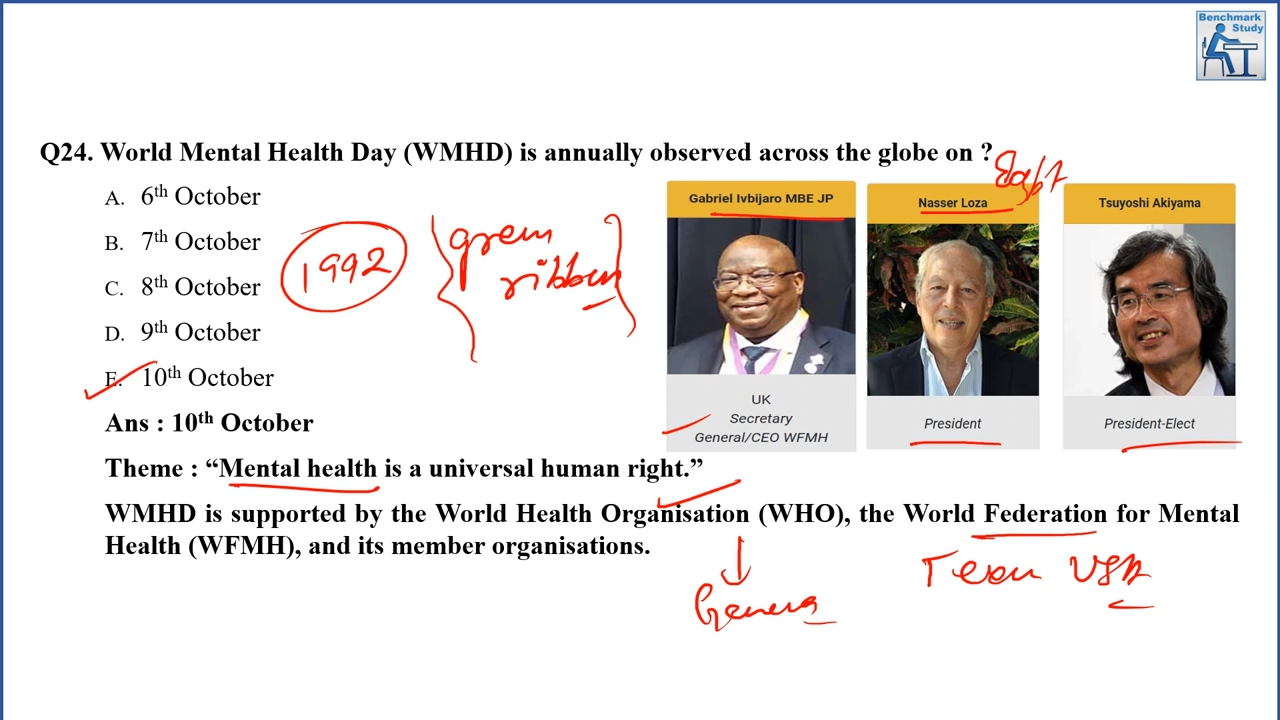 Benchmark
Study
Q24. World Mental Health Day (WMHD) is annually observed across the globe on ?
A. 6th October
B. 7th October
C. 8th October
D. 9th October
E. 10th October
1992
green
ribbon
Gabriel Ivbijaro MBE JP
UK
Secretary
General/CEO WFMH
Nasser Loza
President
Tsuyoshi Akiyama
President-Elect
Ans : 10th October
Theme : “Mental health is a universal human right.”
WMHD is supported by the World Health Organisation (WHO), the World Federation for Mental
Health (WFMH), and its member organisations.
USA